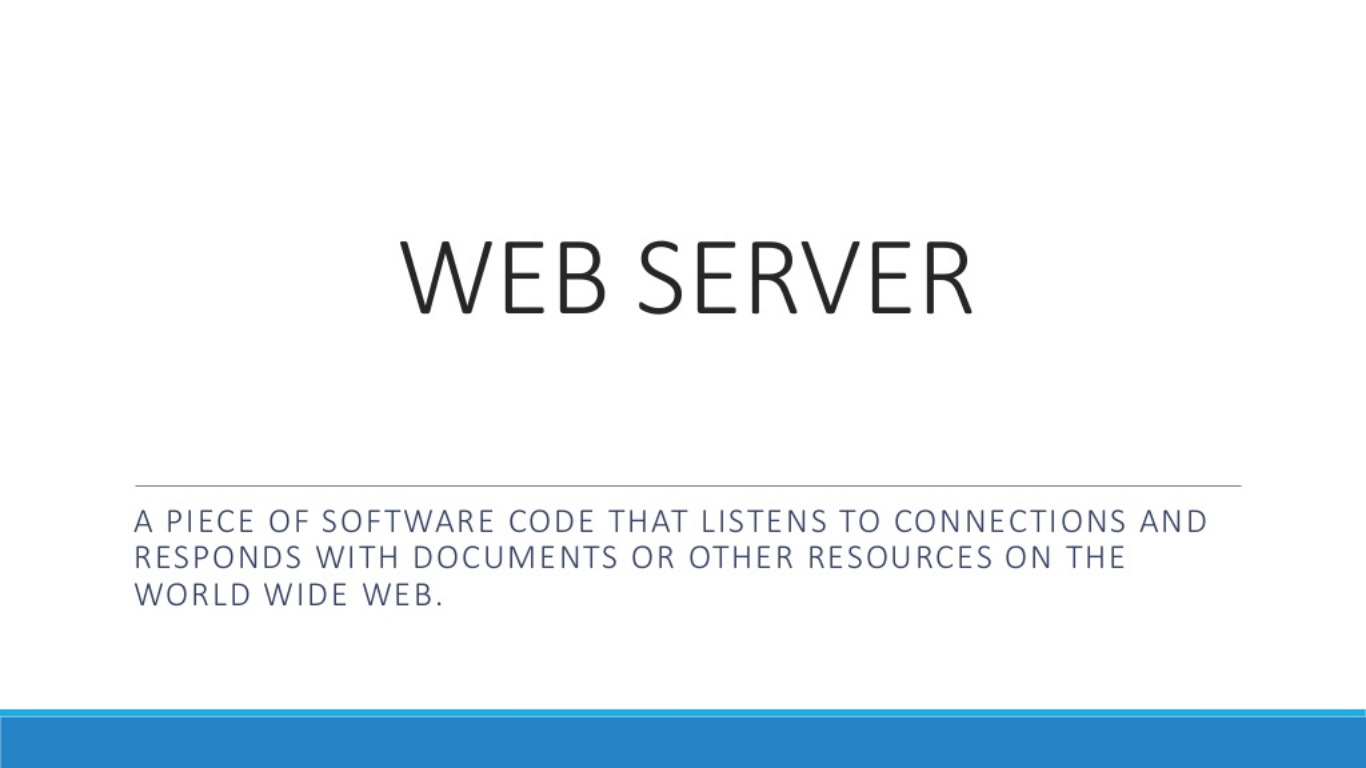 WEB SERVER
A PIECE OF SOFTWARE CODE THAT LISTENS TO CONNECTIONS AND
RESPONDS WITH DOCUMENTS OR OTHER RESOURCES ON THE
WORLD WIDE WEB.